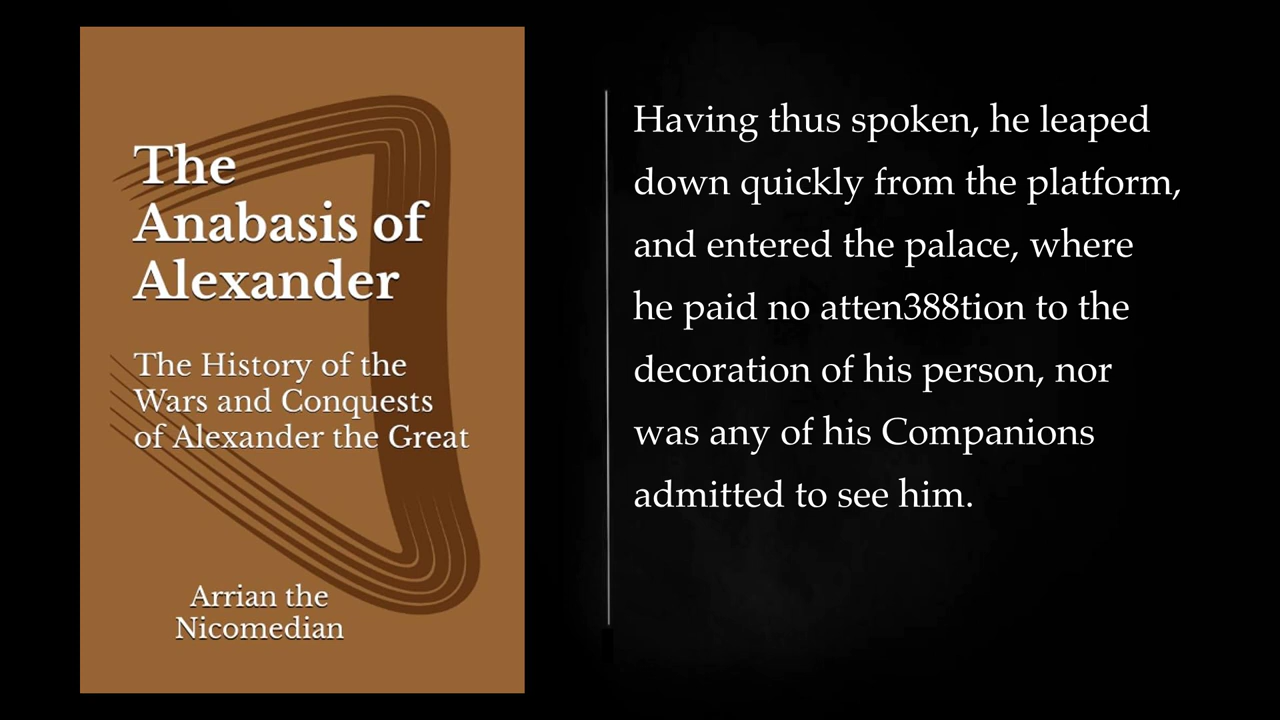 The
Anabasis of
Alexander
The History of the
Wars and Conquests
of Alexander the Great
Arrian the
Nicomedian
Having thus spoken, he leaped
down quickly from the platform,
and entered the palace, where
he paid no atten388tion to the
decoration of his person, nor
was any of his Companions
admitted to see him.